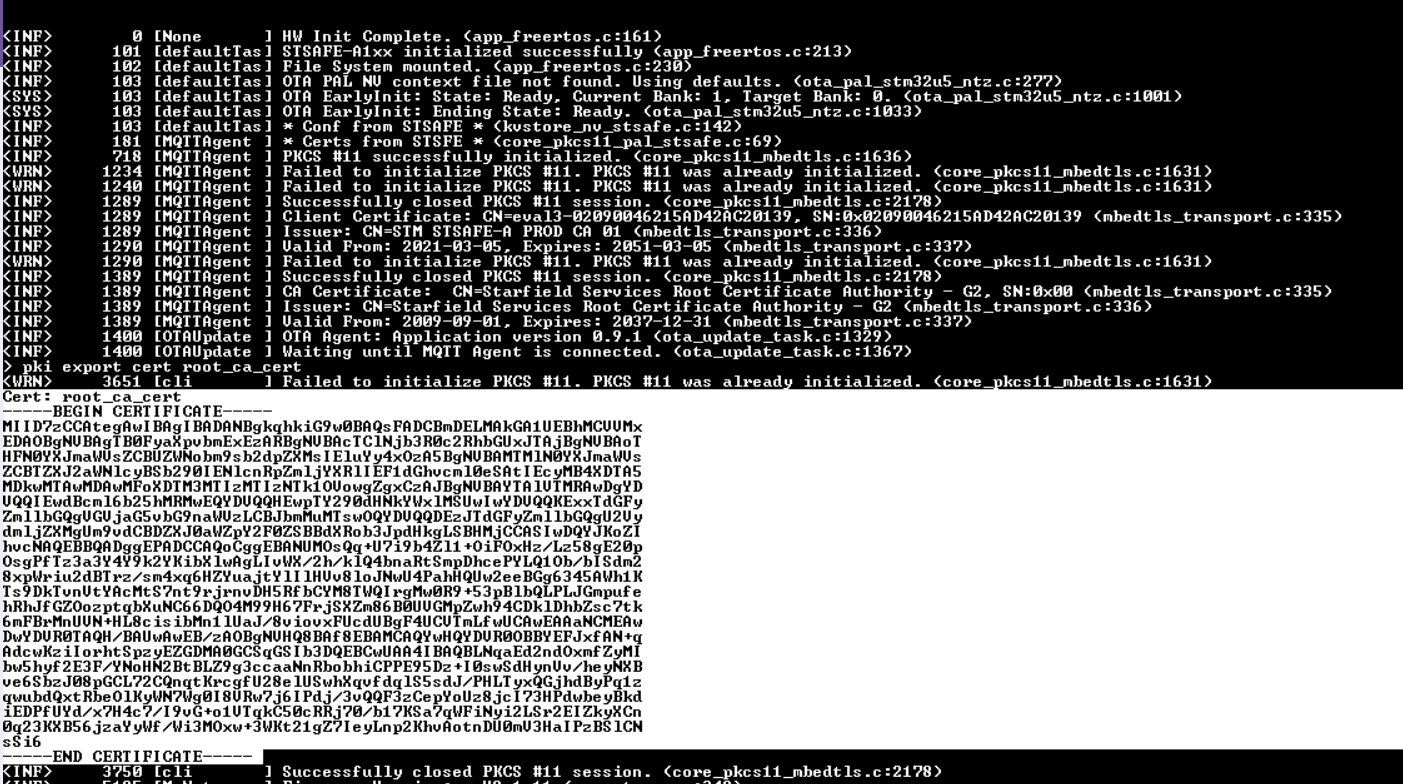 <INF> 0 [None ] HW Init Complete. (app_freertos.c:161)
<INF> 101 [defaultTas] STSAFE-A1xx initialized successfully (app_freertos.c:213)
<INF> 102 [defaultTas] File System mounted. (app_freertos.c:230)
<INF> 103 [defaultTas] OTA PAL NV context file not found. Using defaults. (ota_pal_stm32u5_ntz.c:277)
<SYS> 103 [defaultTas] OTA EarlyInit: State: Ready, Current Bank: 1, Target Bank: 0. (ota_pal_stm32u5_ntz.c:1001)
<SYS> 103 [defaultTas] OTA EarlyInit: Ending State: Ready. (ota_pal_stm32u5_ntz.c:1033)
<INF> 103 [defaultTas] * Conf from STSAFE * (kvstore_nv_stsafe.c:142)
<INF> 181 [MQTTAgent ] * Certs from STSFE * (core_pkcs11_pal_stsafe.c:69)
<INF> 718 [MQTTAgent ] PKCS #11 successfully initialized. (core_pkcs11_mbedtls.c:1636)
<WRN> 1234 [MQTTAgent ] Failed to initialize PKCS #11. PKCS #11 was already initialized. (core_pkcs11_mbedtls.c:1631)
<WRN> 1240 [MQTTAgent ] Failed to initialize PKCS #11. PKCS #11 was already initialized. (core_pkcs11_mbedtls.c:1631)
<INF> 1289 [MQTTAgent ] Successfully closed PKCS #11 session. (core_pkcs11_mbedtls.c:2178)
<INF> 1289 [MQTTAgent ] Client Certificate: CN=eval3-02090046215AD42AC20139, SN:0x02090046215AD42AC20139 (mbedtls_transport.c:335)
<INF> 1289 [MQTTAgent ] Issuer: CN=STM STSAFE-A PROD CA 01 (mbedtls_transport.c:336)
<INF> 1290 [MQTTAgent ] Valid From: 2021-03-05, Expires: 2051-03-05 (mbedtls_transport.c:337)
<WRN> 1290 [MQTTAgent ] Failed to initialize PKCS #11. PKCS #11 was already initialized. (core_pkcs11_mbedtls.c:1631)
<INF> 1389 [MQTTAgent ] Successfully closed PKCS #11 session. (core_pkcs11_mbedtls.c:2178)
<INF> 1389 [MQTTAgent ] CA Certificate:  CN=Starfield Services Root Certificate Authority - G2, SN:0x00 (mbedtls_transport.c:335)
<INF> 1389 [MQTTAgent ] Issuer: CN=Starfield Services Root Certificate Authority - G2 (mbedtls_transport.c:336)
<INF> 1389 [MQTTAgent ] Valid From: 2009-09-01, Expires: 2037-12-31 (mbedtls_transport.c:337)
<INF> 1400 [OTAUpdate ] OTA Agent: Application version 0.9.1 (ota_update_task.c:1329)
<INF> 1400 [OTAUpdate ] Waiting until MQTT Agent is connected. (ota_update_task.c:1367)
> pki export cert root_ca_cert
<WRN> 3651 [cli ] Failed to initialize PKCS #11. PKCS #11 was already initialized. (core_pkcs11_mbedtls.c:1631)
Cert: root_ca_cert
-----BEGIN CERTIFICATE-----
MIID7zCCAtegAwIBAgIBADANBgkqhkiG9w0BAQsFADCBmDELMAkGA1UEBhMCVVMx
EDAOBgNVBAgTB0FyaXpvbmExEzARBgNVBAcTClNjb3R0c2RhbGUxJTAjBgNVBAoT
HFN0YXJmaWVsZCBUZWNobm9sb2dpZXMsIEluYy4xOzA5BgNVBAMTMlN0YXJmaWVs
ZCBTZXJ2aWNlcyBSb290IENlcnRpZmljYXRlIEF1dGhvcml0eSAtIEcyMB4XDTA5
MDkwMTAwMDAwMFoXDTM3MTIzMTIzNTk1OVowgZgxCzAJBgNVBAYTAlVTMRAwDgYD
VQQIEwdBcml6b25hMRMwEQYDVQQHEwpTY290dHNkYWxlMSUwIwYDVQQKExxTdGFy
ZmllbGQgVGVjaG5vbG9naWVzLCBJbmMuMTswOQYDVQQDEzJTdGFyZmllbGQgU2Vy
dmljZXMgUm9vdCBDZXJ0aWZpY2F0ZSBBdXRob3JpdHkgLSBHMjCCASIwDQYJKoZI
hvcNAQEBBQADggEPADCCAQoCggEBANUMOsQq+U7i9b4Zl1+OiFOxHz/Lz58gE20p
OsgPfTz3a3Y4Y9k2YKibXlwAgLIvWX/2h/klQ4bnaRtSmpDhcePYLQ1Ob/bISdm2
8xpWriu2dBTrz/sm4xq6HZYuajtYlIlHVv8loJNwU4PahHQUw2eeBGg6345AWh1K
Ts9DkTvnVtYAcMtS7nt9rjrnvDH5RfbCYM8TWQIrgMw0R9+53pBlbQLPLJGmpufe
hRhJfGZOozptqbXuNC66DQO4M99H67FrjSXZm86B0UVGMpZwh94CDklDhbZsc7tk
6mFBrMnUVN+HL8cisibMn1lUaJ/8viovxFUcdUBgF4UCVTmLfwUCAwEAAaNCMEAw
DwYDVR0TAQH/BAUwAwEB/zAOBgNVHQ8BAf8EBAMCAQYwHQYDVR0OBBYEFJxfAN+q
AdcwKziIorhtSpzyEZGDMA0GCSqGSIb3DQEBCwUAA4IBAQBLNqaEd2ndOxmfZyMI
bw5hyf2E3F/YNoHN2BtBLZ9g3ccaaNnRbobhiCPPE95Dz+I0swSdHynVv/heyNXB
ve6SbzJ08pGCL72CQnqtKrcgfU28elUSwhXqvfdqlS5sdJ/PHLTyxQGjhdByPq1z
qwubdQxtRbeOlKyWN7Wg0I8VRw7j6IPdj/3vQQF3zCepYoUz8jcI73HPdwbeyBkd
iEDPfUYd/x7H4c7/I9vG+o1VTqkC50cRRj70/b17KSa7qWFiNyi2LSr2EIZkyXCn
0q23KXB56jzaYyWf/Wi3MOxw+3WKt21gZ7IeyLnp2KhvAotnDU0mV3HaIPzBSlCN
sSi6
-----END CERTIFICATE-----
<INF> 3750 [cli ] Successfully closed PKCS #11 session. (core_pkcs11_mbedtls.c:2178)